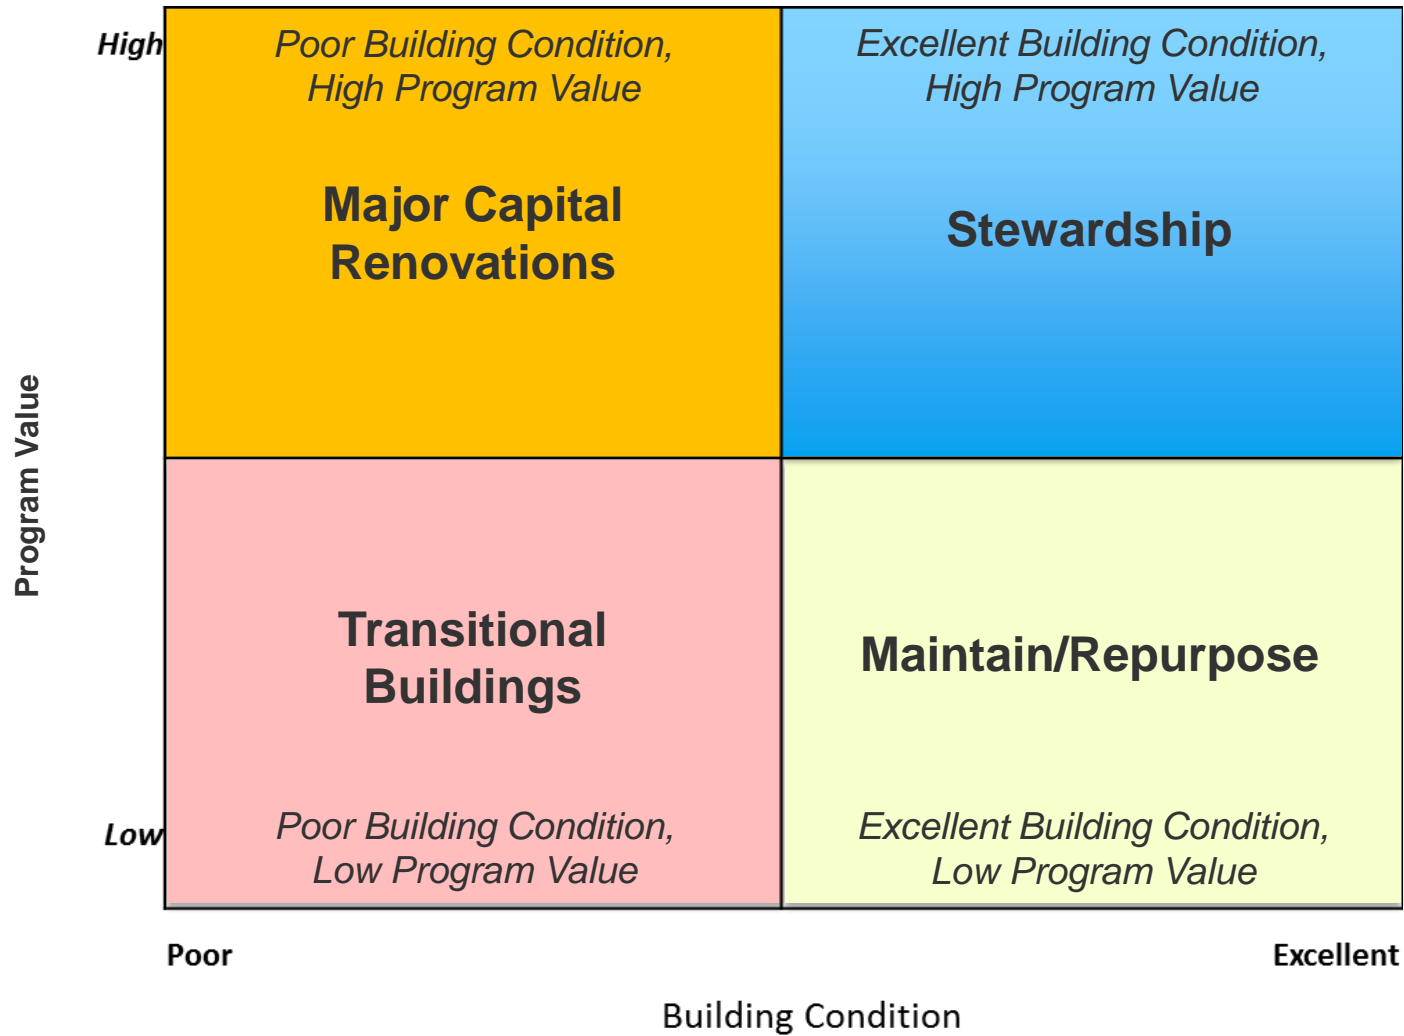 High
Poor Building Condition,
High Program Value
Excellent Building Condition,
High Program Value
Major Capital
Renovations
Stewardship
Program Value
Transitional
Buildings
Maintain/Repurpose
Low
Poor Building Condition,
Low Program Value
Excellent Building Condition,
Low Program Value
Poor
Excellent
Building Condition